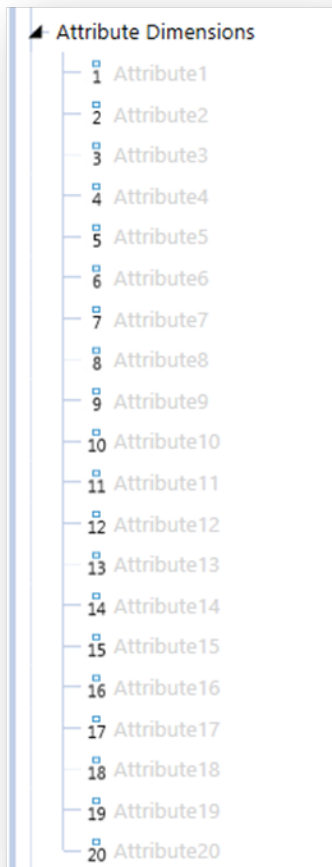 Attribute Dimensions
1 Attribute1
2 Attribute2
3 Attribute3
4 Attribute4
5 Attribute5
6 Attribute6
7 Attribute7
8 Attribute8
9 Attribute9
10 Attribute10
11 Attribute11
12 Attribute12
13 Attribute13
14 Attribute14
15 Attribute15
16 Attribute16
17 Attribute17
18 Attribute18
19 Attribute19
20 Attribute20